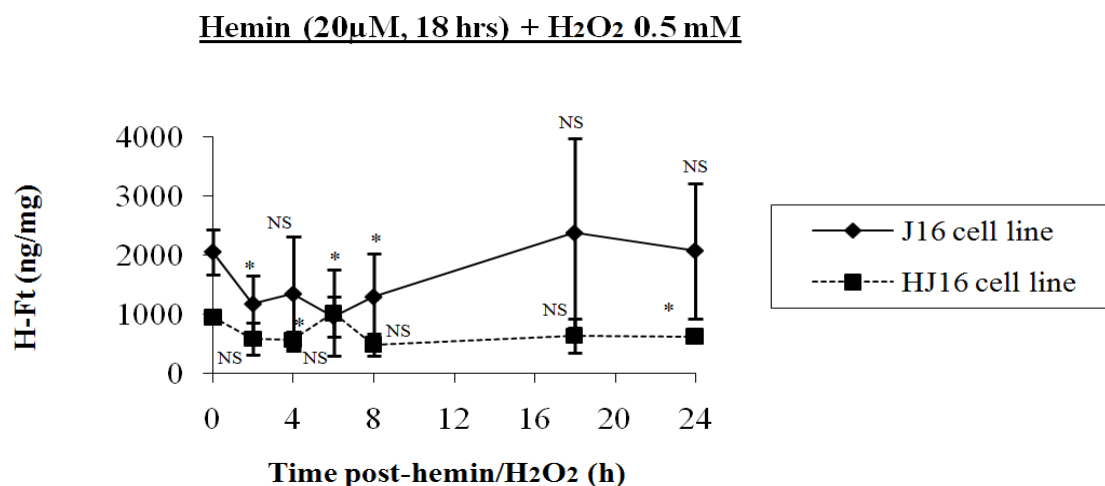 Hemin (20µM, 18 hrs) + H2O2 0.5 mM
H-Ft (ng/mg)
4000
3000
2000
1000
0
NS
NS
NS
*
*
*
*
*
NS
NS
NS
NS
0 4 8 12 16 20 24
Time post-hemin/H2O2 (h)
J16 cell line
HJ16 cell line